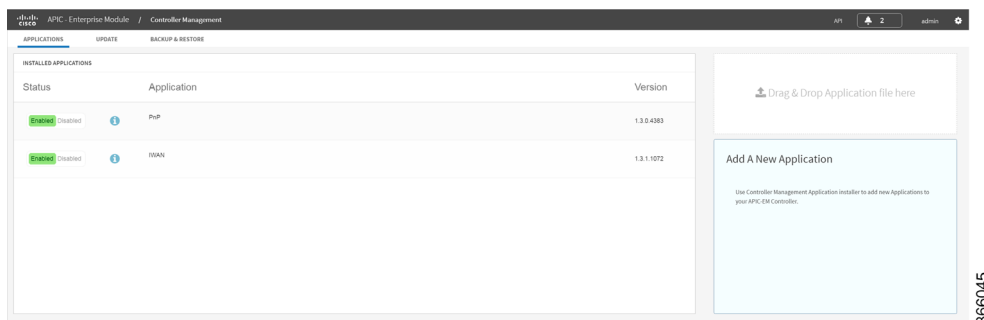 cisco APIC - Enterprise Module / Controller Management API 2 admin
APPLICATIONS UPDATE BACKUP & RESTORE
INSTALLED APPLICATIONS
Status Application Version
Enabled Disabled PnP 1.3.0.4383
Enabled Disabled IWAN 1.3.1.1072
Drag & Drop Application file here
Add A New Application
Use Controller Management Application installer to add new Applications to
your APIC-EM Controller.
366045